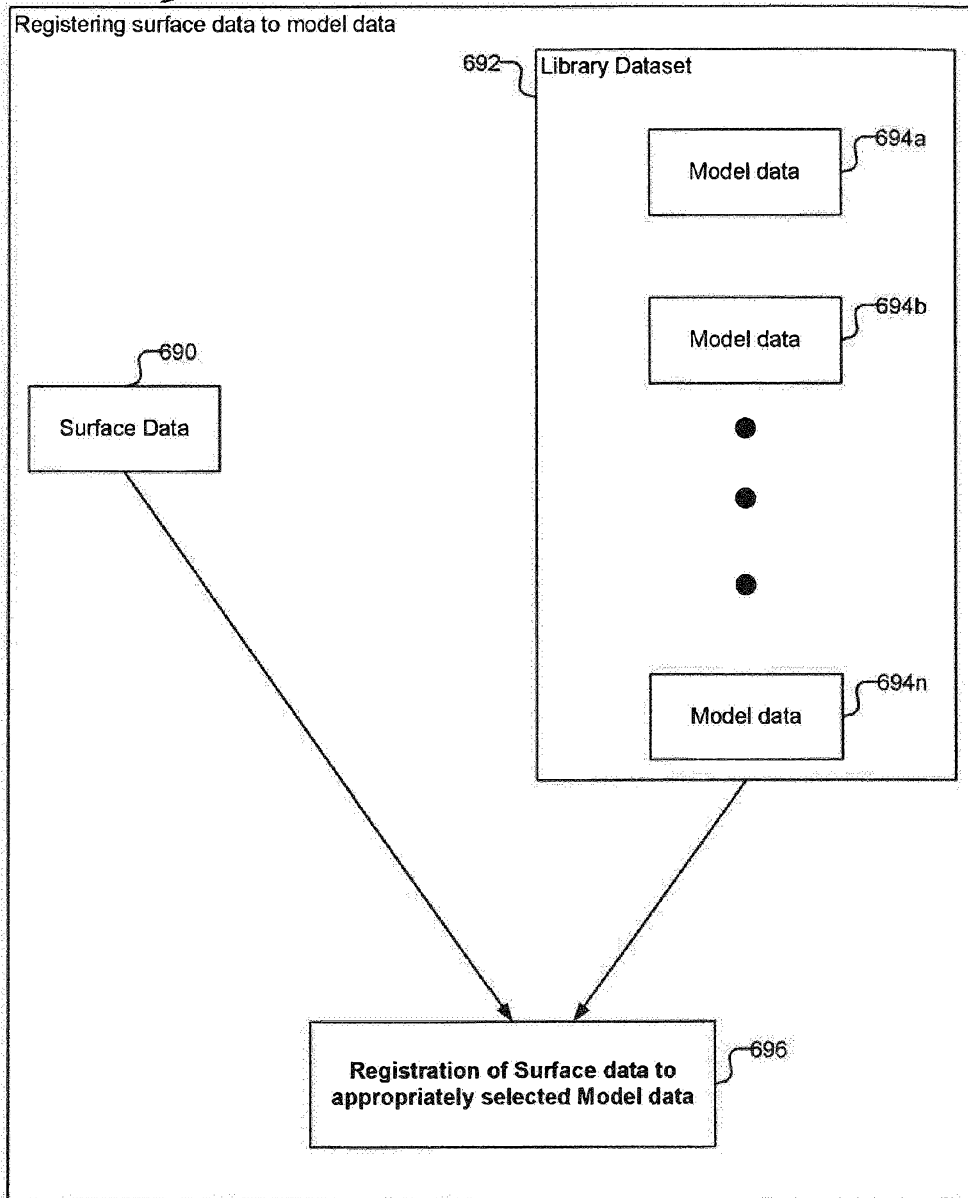 Registering surface data to model data
692
Library Dataset
694a
Model data
694b
Model data
690
Surface Data
694n
Model data
696
Registration of Surface data to
appropriately selected Model data